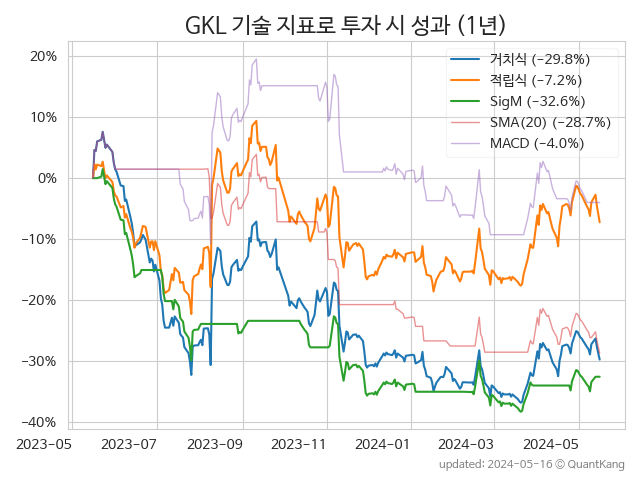 GKL 기술 지표로 투자 시 성과 (1년)
20%
10%
0%
−10%
−20%
−30%
−40%
거치식 (−29.8%)
적립식 (−7.2%)
SigM (−32.6%)
SMA(20) (−28.7%)
MACD (−4.0%)
2023-05
2023-07
2023-09
2023-11
2024-01
2024-03
2024-05
updated: 2024-05-16 ⓒ QuantKang